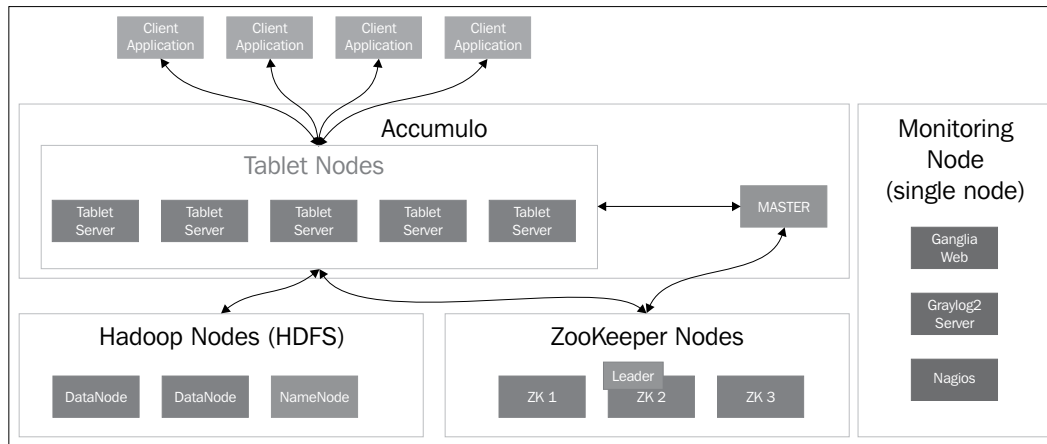 Client
Application
Client
Application
Client
Application
Client
Application
Accumulo
Tablet Nodes
Tablet
Server
Tablet
Server
Tablet
Server
Tablet
Server
Tablet
Server
MASTER
Monitoring
Node
(single node)
Ganglia
Web
Graylog2
Server
Nagios
Hadoop Nodes (HDFS)
DataNode
DataNode
NameNode
ZooKeeper Nodes
Leader
ZK 1
ZK 2
ZK 3